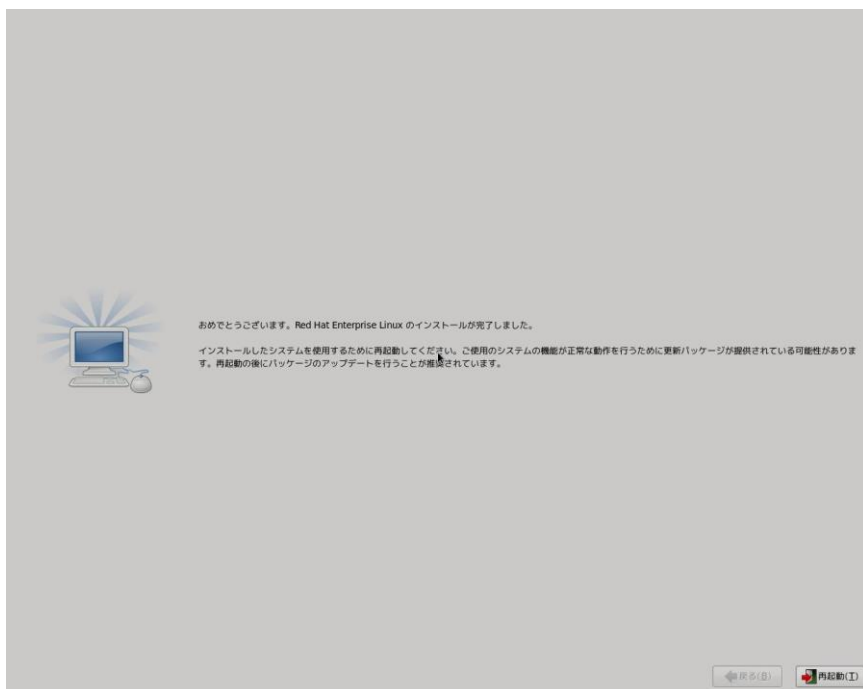 おめでとうございます。Red Hat Enterprise Linux のインストールが完了しました。
インストールしたシステムを使用するために再起動してください。ご使用のシステムの機能が正常な動作を行うために更新パッケージが提供されている可能性がありま
す。再起動の後にパッケージのアップデートを行うことが推奨されています。
戻る(B) 再起動(T)